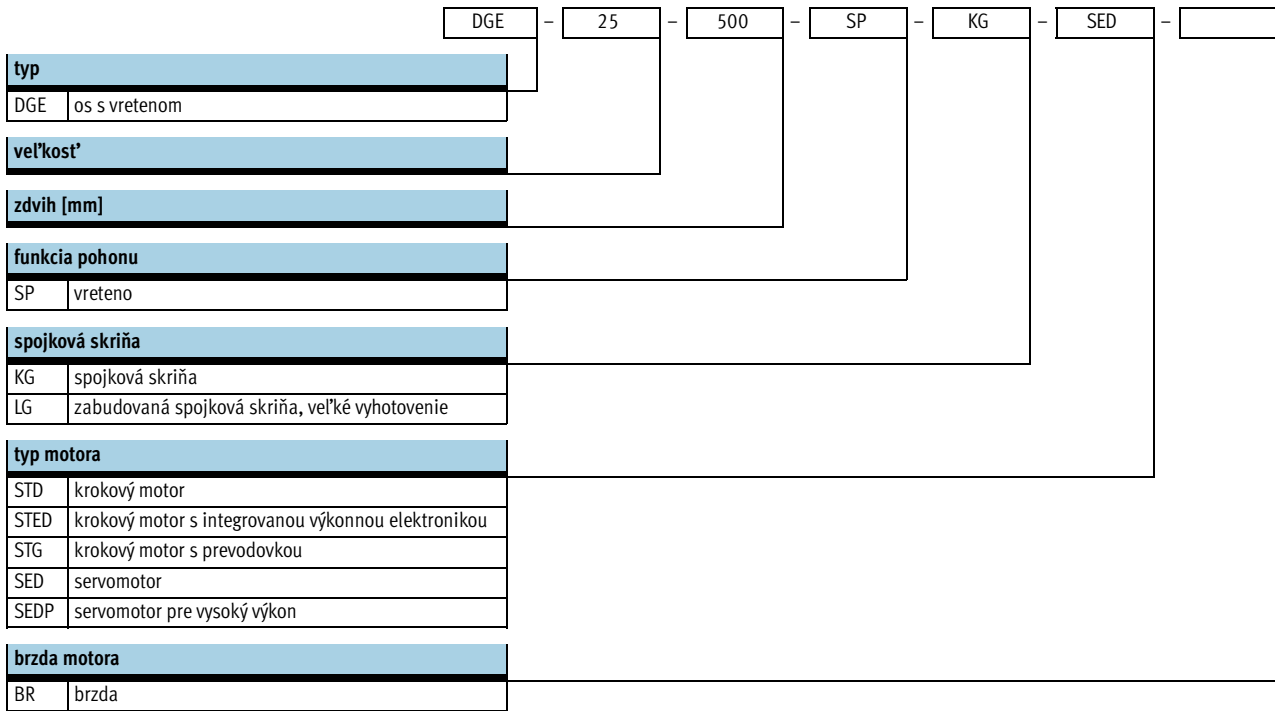 DGE – 25 – 500 – SP – KG – SED –
typ
DGE os s vretenom
veľkosť
zdvih [mm]
funkcia pohonu
SP vreteno
spojková skriňa
KG spojková skriňa
LG zabudovaná spojková skriňa, veľké vyhotovenie
typ motora
STD krokový motor
STED krokový motor s integrovanou výkonnou elektronikou
STG krokový motor s prevodovkou
SED servomotor
SEDP servomotor pre vysoký výkon
brzda motora
BR brzda